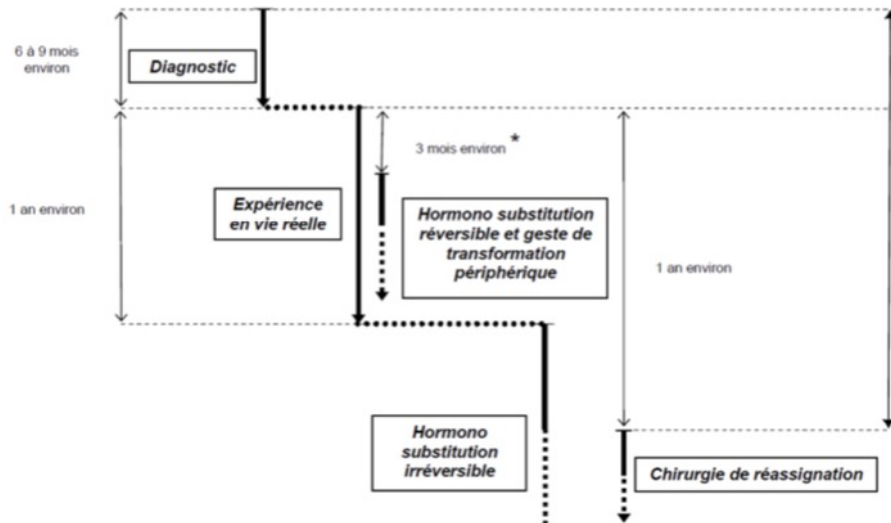 6 à 9 mois
environ
Diagnostic
3 mois environ *
1 an environ
Expérience
en vie réelle
Hormono substitution
réversible et geste de
transformation
périphérique
1 an environ
Hormono
substitution
irréversible
Chirurgie de réassignation